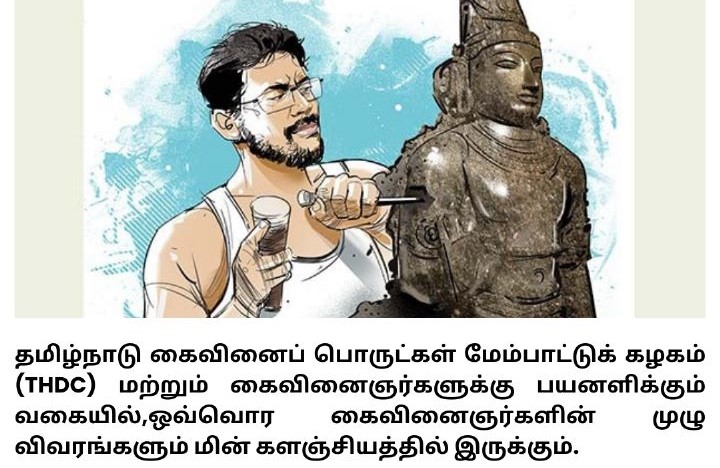 தமிழ்நாடு கைவினைப் பொருட்கள் மேம்பாட்டுக் கழகம்
(THDC) மற்றும் கைவினைஞர்களுக்கு பயனளிக்கும்
வகையில்,ஒவ்வொர கைவினைஞர்களின் முழு
விவரங்களும் மின் களஞ்சியத்தில் இருக்கும்.